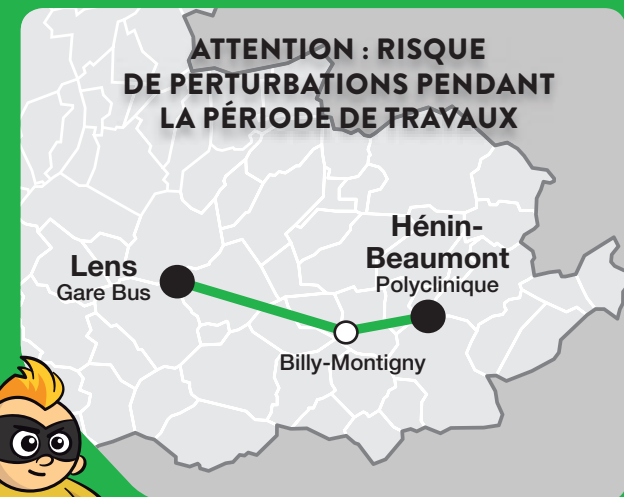 ATTENTION : RISQUE
DE PERTURBATIONS PENDANT
LA PÉRIODE DE TRAVAUX
Hénin-
Beaumont
Polyclinique
Lens
Gare Bus
Billy-Montigny